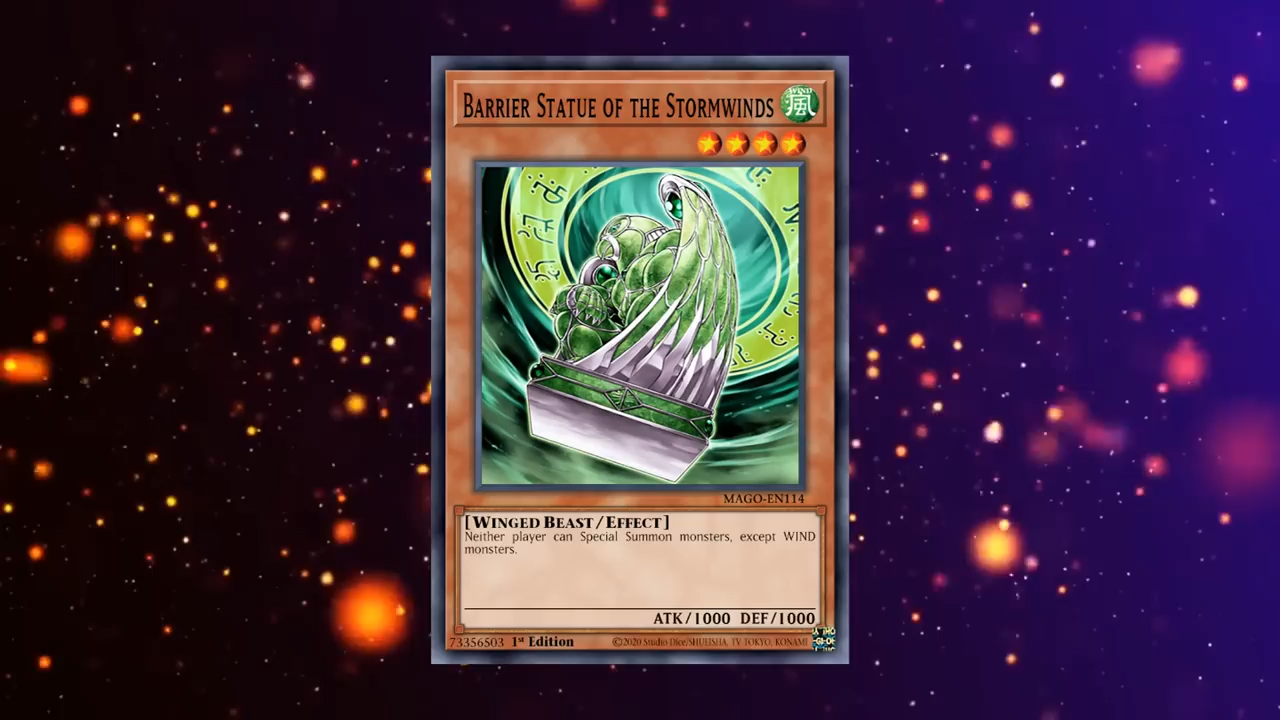 BARRIER STATUE OF THE STORMWINDS
WIND
風
MAGO-EN114
[WINGED BEAST/EFFECT]
Neither player can Special Summon monsters, except WIND
monsters.
ATK/1000 DEF/1000
73356503 1st Edition ©2020 Studio Dice/SHUEISHA, TV TOKYO, KONAMI